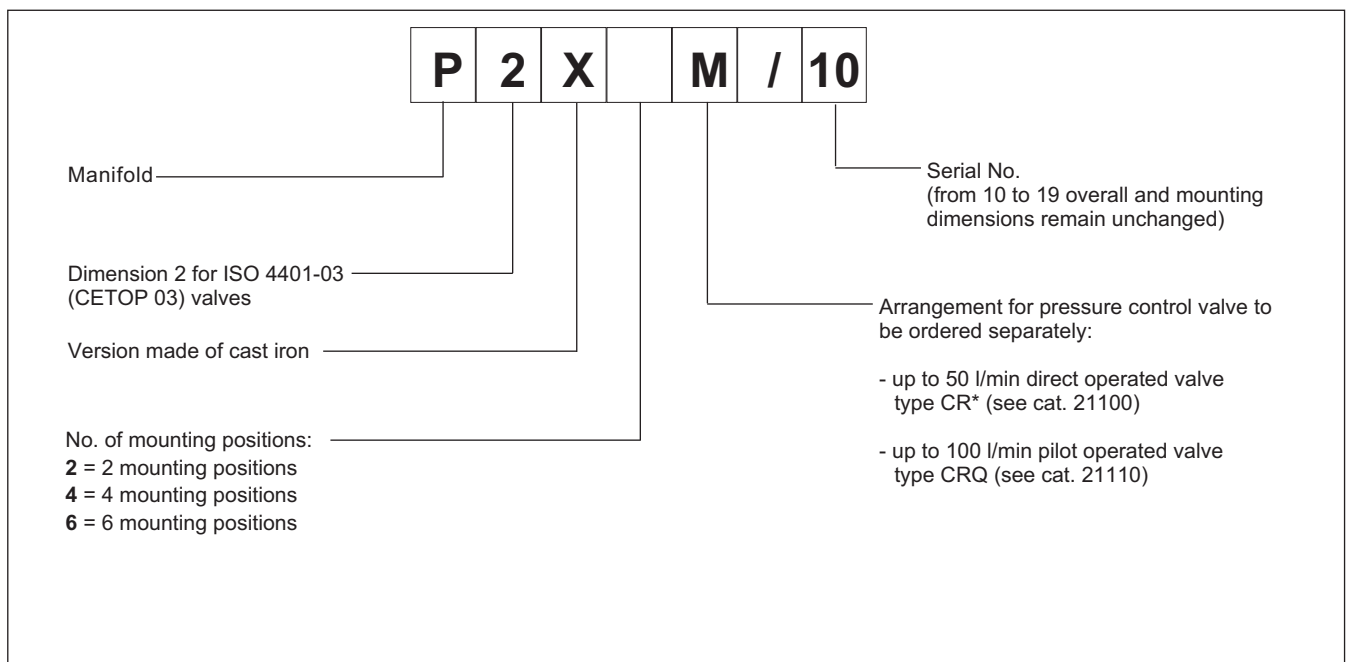 P 2 X M / 10
Manifold
Dimension 2 for ISO 4401-03
(CETOP 03) valves
Version made of cast iron
No. of mounting positions:
2 = 2 mounting positions
4 = 4 mounting positions
6 = 6 mounting positions
Serial No.
(from 10 to 19 overall and mounting
dimensions remain unchanged)
Arrangement for pressure control valve to
be ordered separately:
- up to 50 l/min direct operated valve
type CR* (see cat. 21100)
- up to 100 l/min pilot operated valve
type CRQ (see cat. 21110)